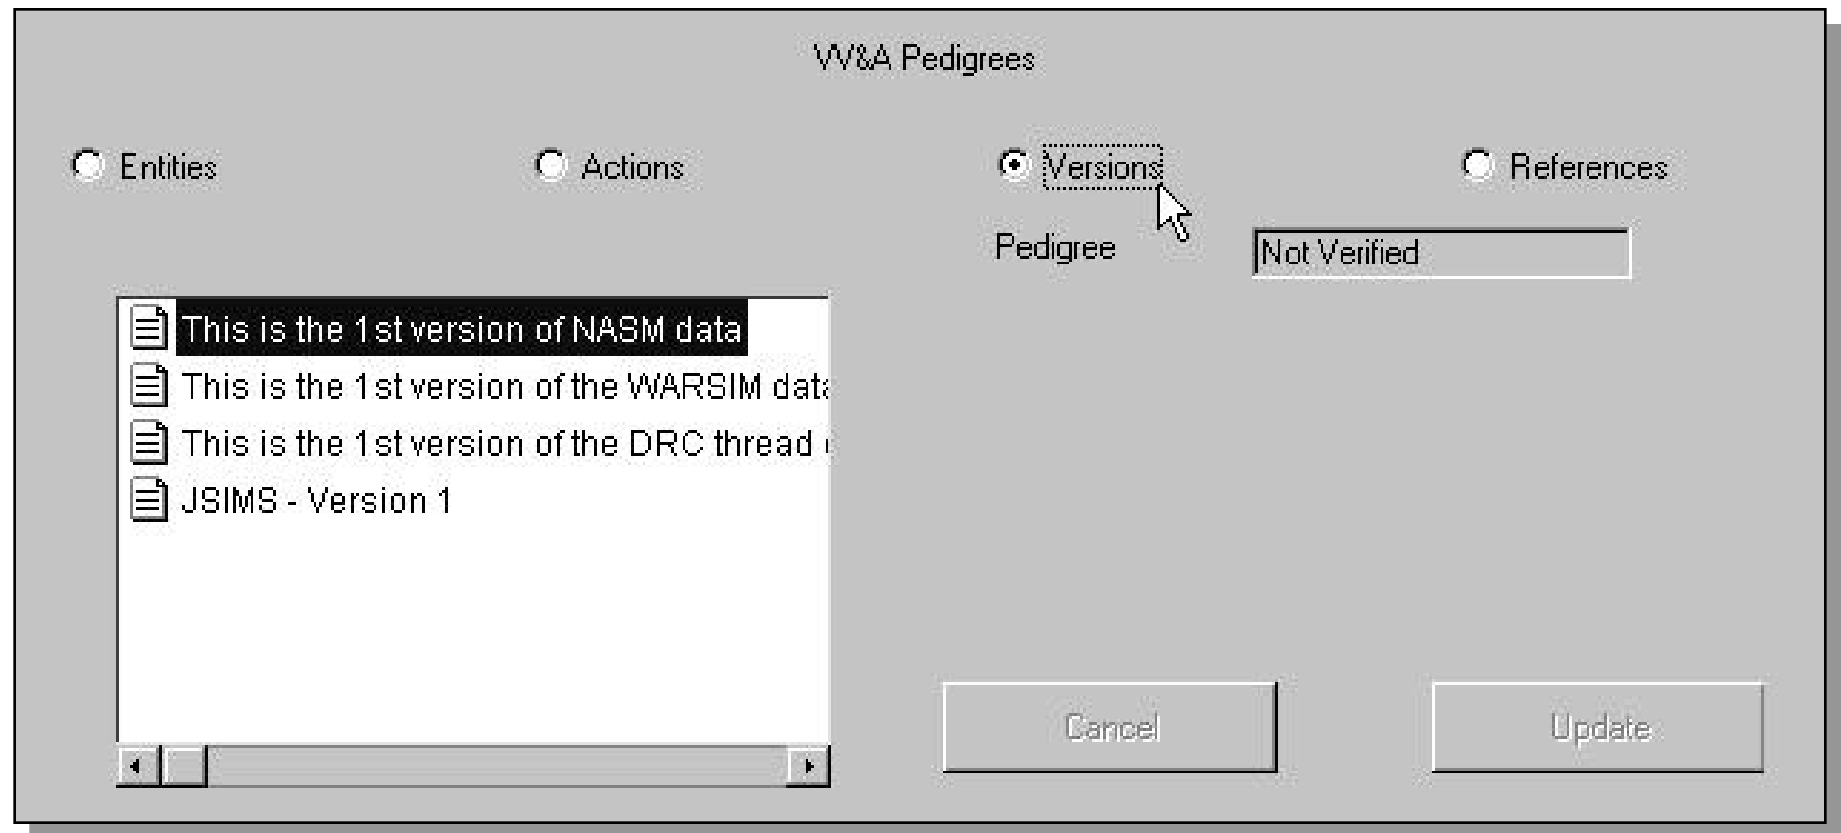 VV&A Pedigrees
Entities Actions Versions References
Pedigree Not Verified
This is the 1st version of NASM data
This is the 1st version of the WARSIM data
This is the 1st version of the DRC thread
JSIMS - Version 1
Cancel Update